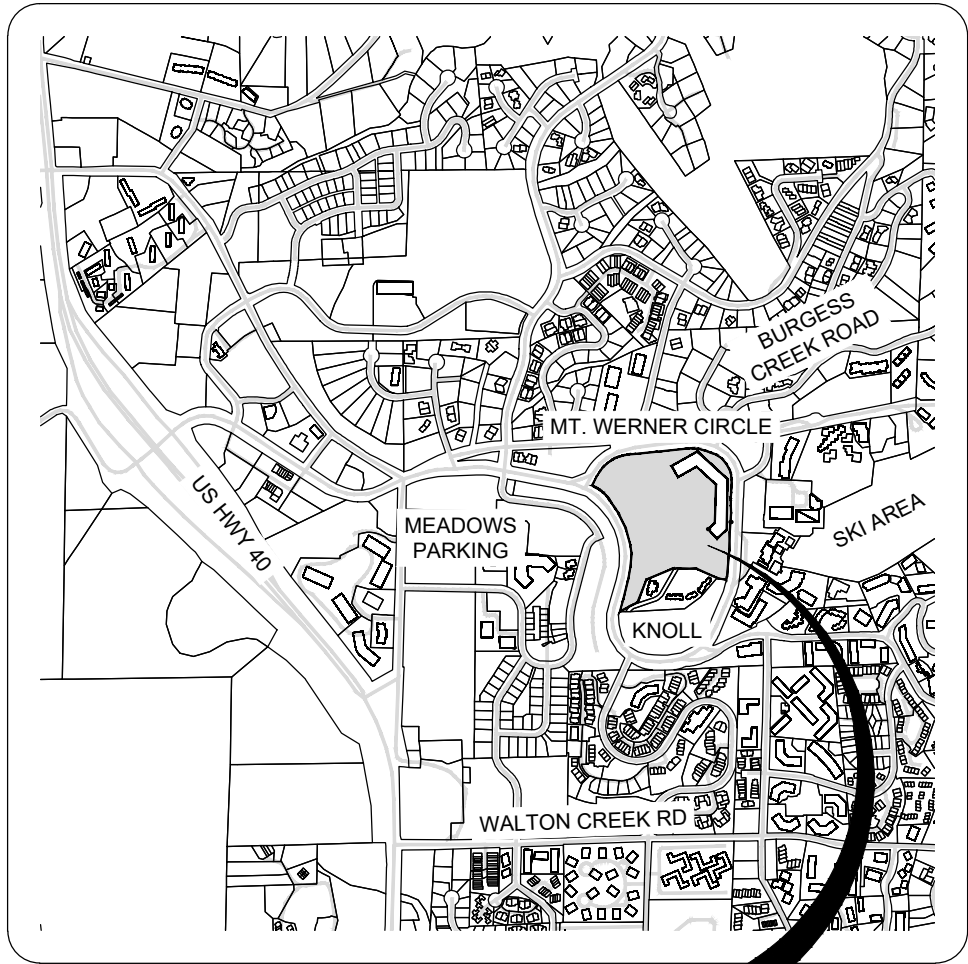 BURGESS
CREEK ROAD
MT. WERNER CIRCLE
US HWY 40
MEADOWS
PARKING
SKI AREA
KNOLL
WALTON CREEK RD